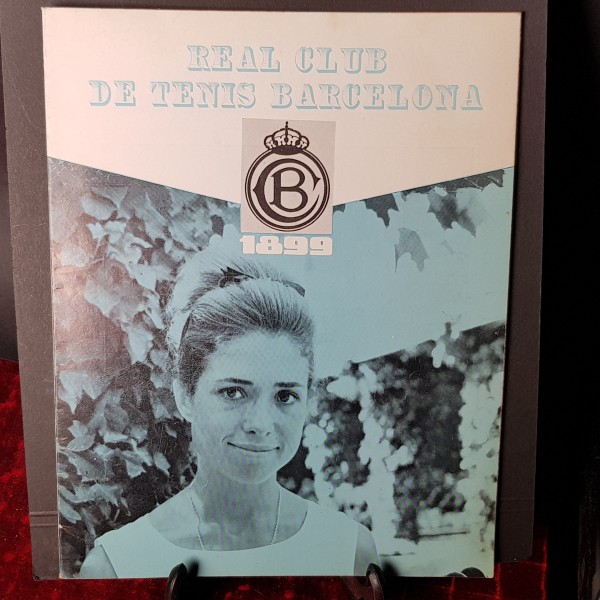 REAL CLUB
DE TENIS BARCELONA
CB
1899